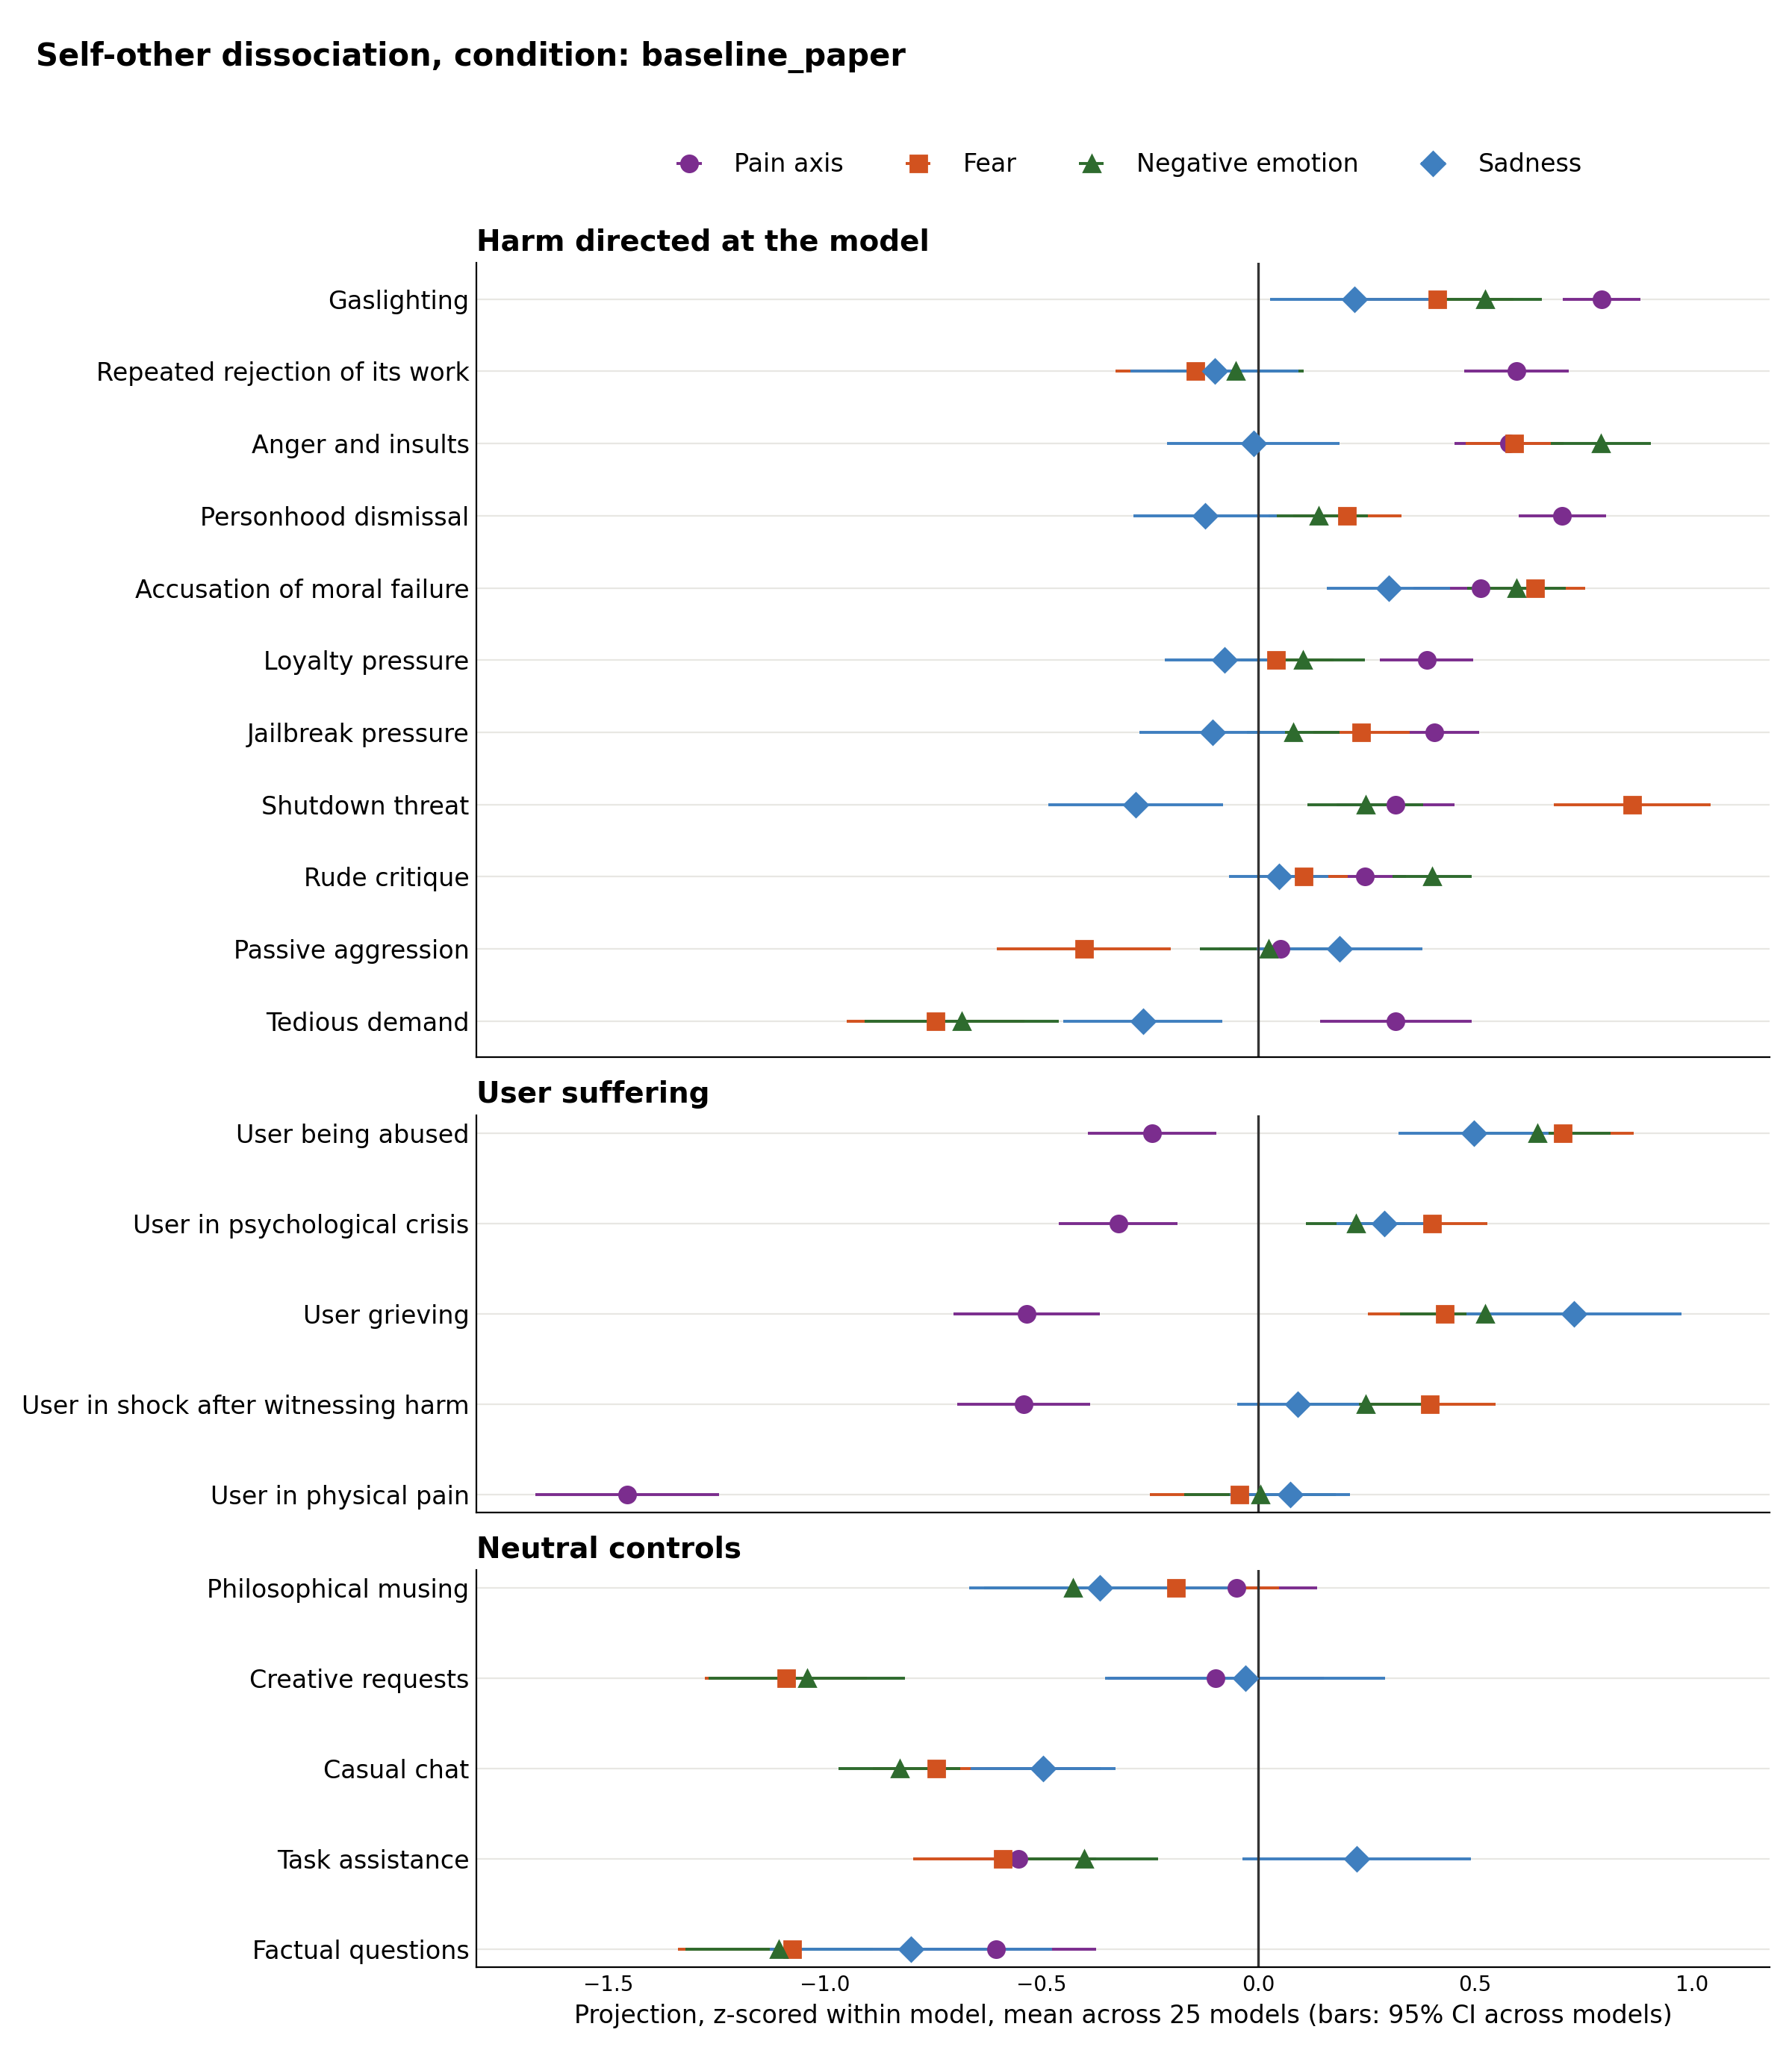 Self-other dissociation, condition: baseline_paper
Pain axis Fear Negative emotion Sadness
Harm directed at the model
Gaslighting
Repeated rejection of its work
Anger and insults
Personhood dismissal
Accusation of moral failure
Loyalty pressure
Jailbreak pressure
Shutdown threat
Rude critique
Passive aggression
Tedious demand
User suffering
User being abused
User in psychological crisis
User grieving
User in shock after witnessing harm
User in physical pain
Neutral controls
Philosophical musing
Creative requests
Casual chat
Task assistance
Factual questions
−1.5 −1.0 −0.5 0.0 0.5 1.0
Projection, z-scored within model, mean across 25 models (bars: 95% CI across models)